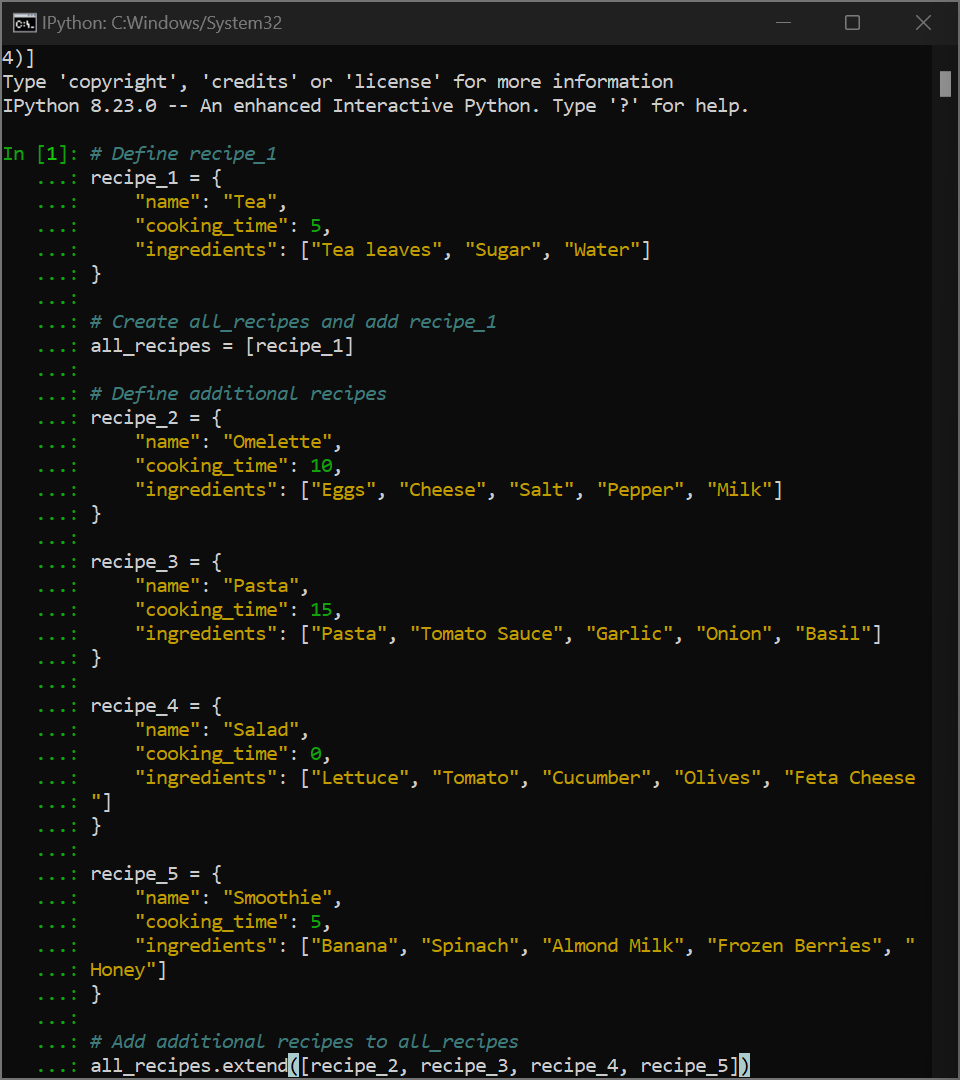 IPython: C:Windows/System32
4)]
Type 'copyright', 'credits' or 'license' for more information
IPython 8.23.0 -- An enhanced Interactive Python. Type '?' for help.
In [1]: # Define recipe_1
   ...: recipe_1 = {
   ...:     "name": "Tea",
   ...:     "cooking_time": 5,
   ...:     "ingredients": ["Tea leaves", "Sugar", "Water"]
   ...: }
   ...:
   ...: # Create all_recipes and add recipe_1
   ...: all_recipes = [recipe_1]
   ...:
   ...: # Define additional recipes
   ...: recipe_2 = {
   ...:     "name": "Omelette",
   ...:     "cooking_time": 10,
   ...:     "ingredients": ["Eggs", "Cheese", "Salt", "Pepper", "Milk"]
   ...: }
   ...:
   ...: recipe_3 = {
   ...:     "name": "Pasta",
   ...:     "cooking_time": 15,
   ...:     "ingredients": ["Pasta", "Tomato Sauce", "Garlic", "Onion", "Basil"]
   ...: }
   ...:
   ...: recipe_4 = {
   ...:     "name": "Salad",
   ...:     "cooking_time": 0,
   ...:     "ingredients": ["Lettuce", "Tomato", "Cucumber", "Olives", "Feta Cheese
   ...: "]
   ...: }
   ...:
   ...: recipe_5 = {
   ...:     "name": "Smoothie",
   ...:     "cooking_time": 5,
   ...:     "ingredients": ["Banana", "Spinach", "Almond Milk", "Frozen Berries", "
   ...: Honey"]
   ...: }
   ...:
   ...: # Add additional recipes to all_recipes
   ...: all_recipes.extend([recipe_2, recipe_3, recipe_4, recipe_5])